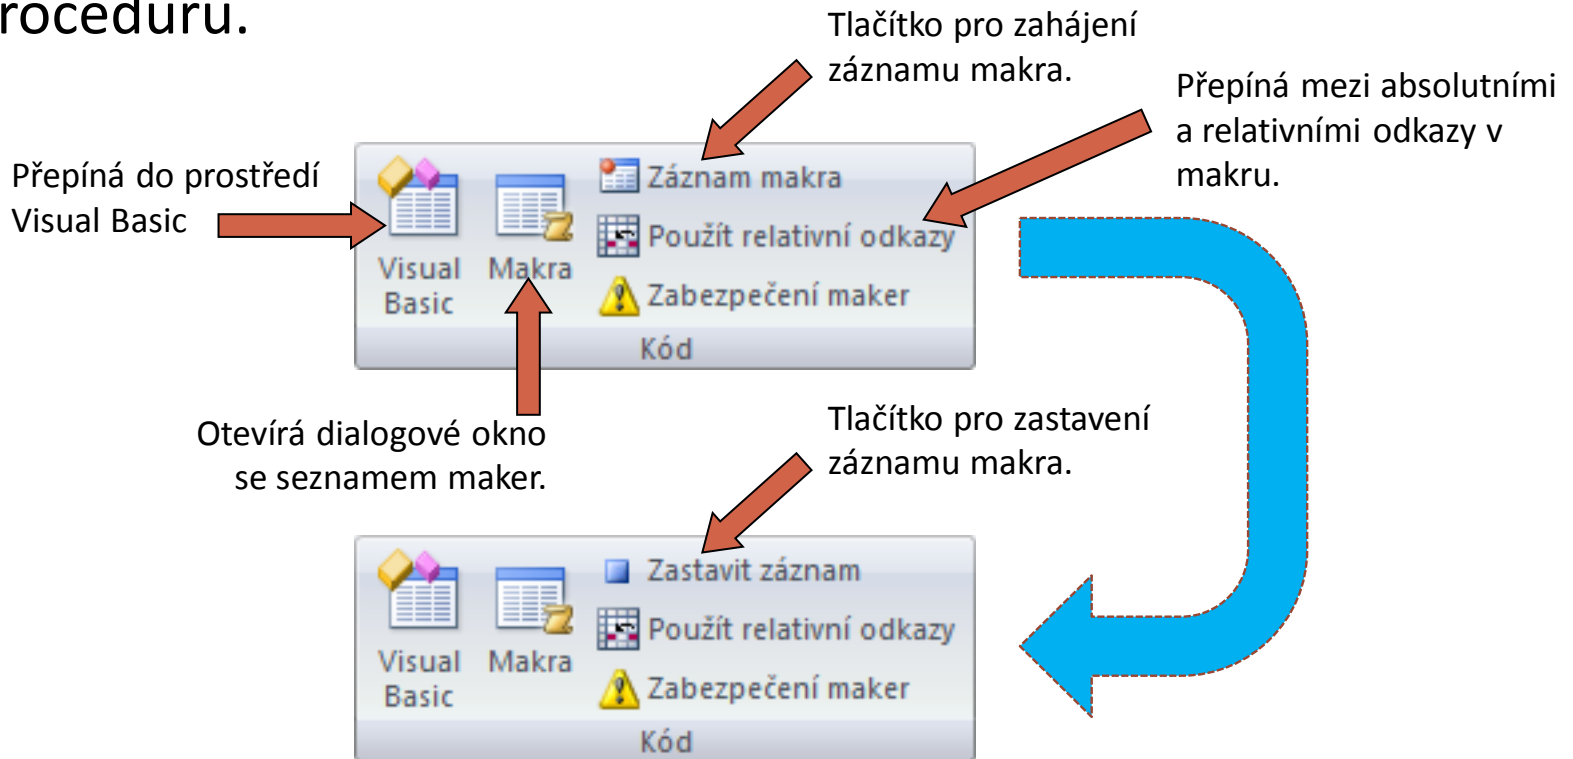 roceduru.
Tlačítko pro zahájení
záznamu makra.
Přepíná mezi absolutními
a relativními odkazy v
makru.
Přepíná do prostředí
Visual Basic
Visual
Basic
Makra
Záznam makra
Použít relativní odkazy
Zabezpečení maker
Kód
Otevírá dialogové okno
se seznamem maker.
Tlačítko pro zastavení
záznamu makra.
Visual
Basic
Makra
Zastavit záznam
Použít relativní odkazy
Zabezpečení maker
Kód